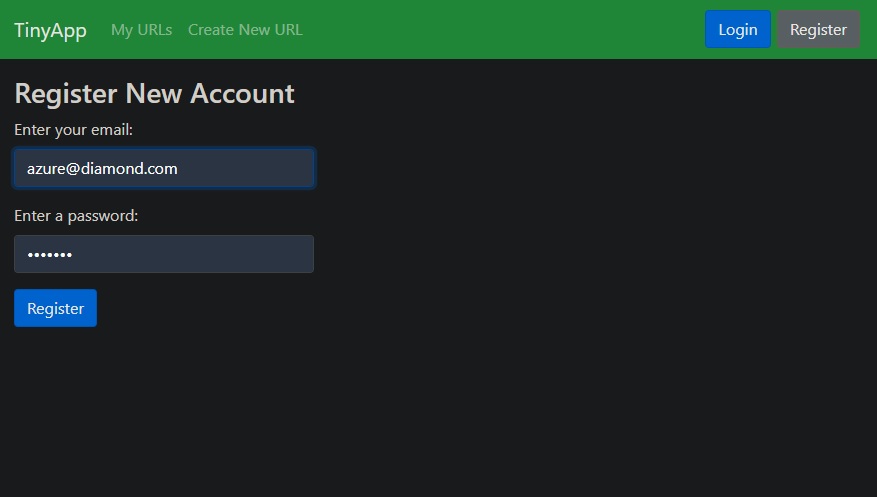 TinyApp My URLs Create New URL Login Register
Register New Account
Enter your email:
azure@diamond.com
Enter a password:
•••••••
Register